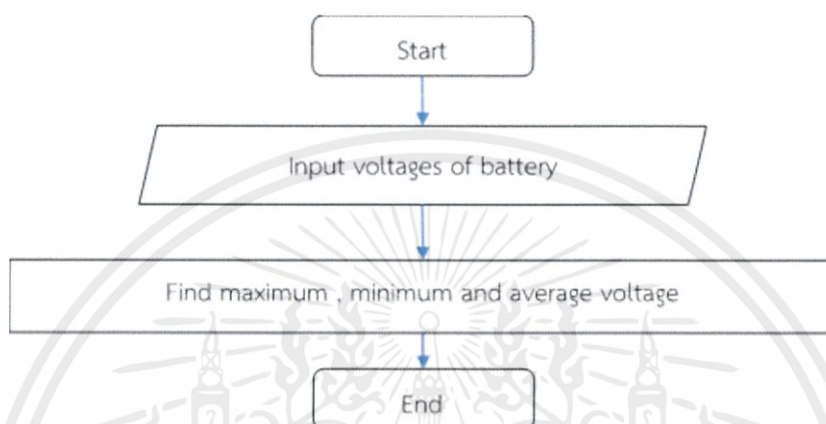 Start
Input voltages of battery
Find maximum , minimum and average voltage
End